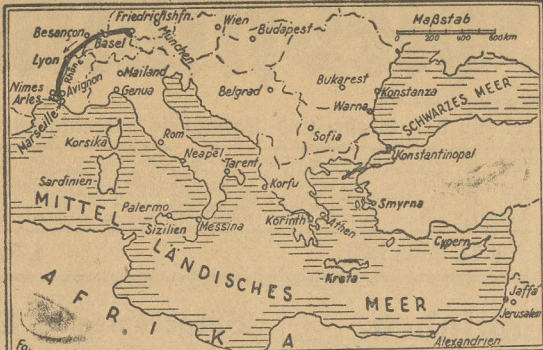 Friedrichshfn.
Wien
Maßstab
0 200 400 600km
Besançon
Basel
München
Budapest
Lyon
Rhône
Avignon
Mailand
Genua
Nimes
Arles
Marseille
Belgrad
Bukarest
Konstanza
Warna
SCHWARZES MEER
Korsika
Rom
Sofia
Neapel
Tarent
Konstantinopel
Sardinien
Korfu
Smyrna
MITTEL
LÄNDISCHES
MEER
Palermo
Sizilien
Messina
Korinth
Athen
Cypern
Kreta
Jaffa
Jerusalem
Alexandrien
AFRIKA